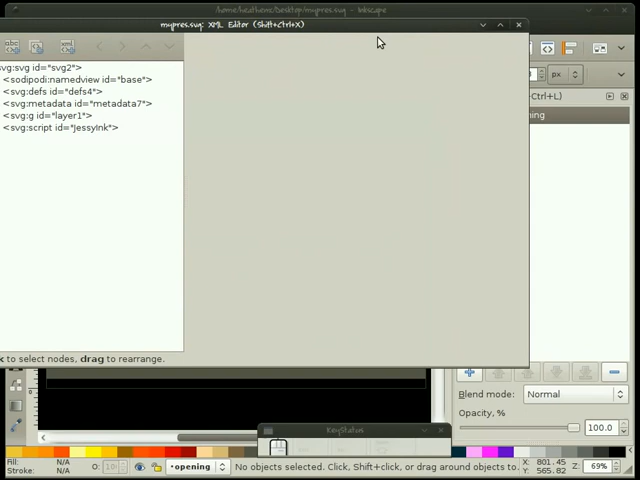 /home/heathenx/Desktop/mypres.svg - Inkscape
mypres.svg: XML Editor (Shift+Ctrl+X)
abc
xml
px
Ctrl+L)
svg:svg id="svg2">
<sodipodi:namedview id="base">
<svg:defs id="defs4">
<svg:metadata id="metadata7">
<svg:g id="layer1">
<svg:script id="JessyInk">
ning
k to select nodes, drag to rearrange.
Blend mode:
Normal
Opacity, %
100.0
KeyStatus
Fill:
N/A
Stroke:
N/A
O:
•opening
No objects selected. Click, Shift+click, or drag around objects to.
X: 801.45
Y: 565.82
Z:
69%